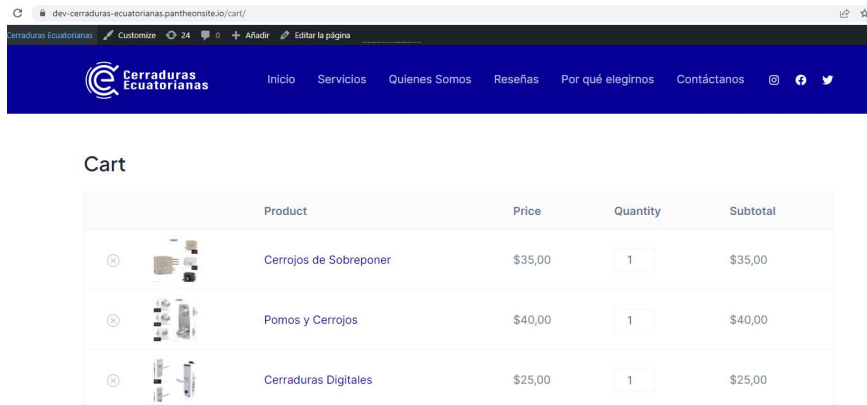 dev-cerraduras-ecuatorianas.pantheonsite.io/cart/
Cerraduras Ecuatorianas Customize 24 0 + Añadir Editar la página
Cerraduras
Ecuatorianas
Inicio Servicios Quienes Somos Reseñas Por qué elegirnos Contáctanos
Cart
Product Price Quantity Subtotal
Cerrojos de Sobreponer $35,00 1 $35,00
Pomos y Cerrojos $40,00 1 $40,00
Cerraduras Digitales $25,00 1 $25,00